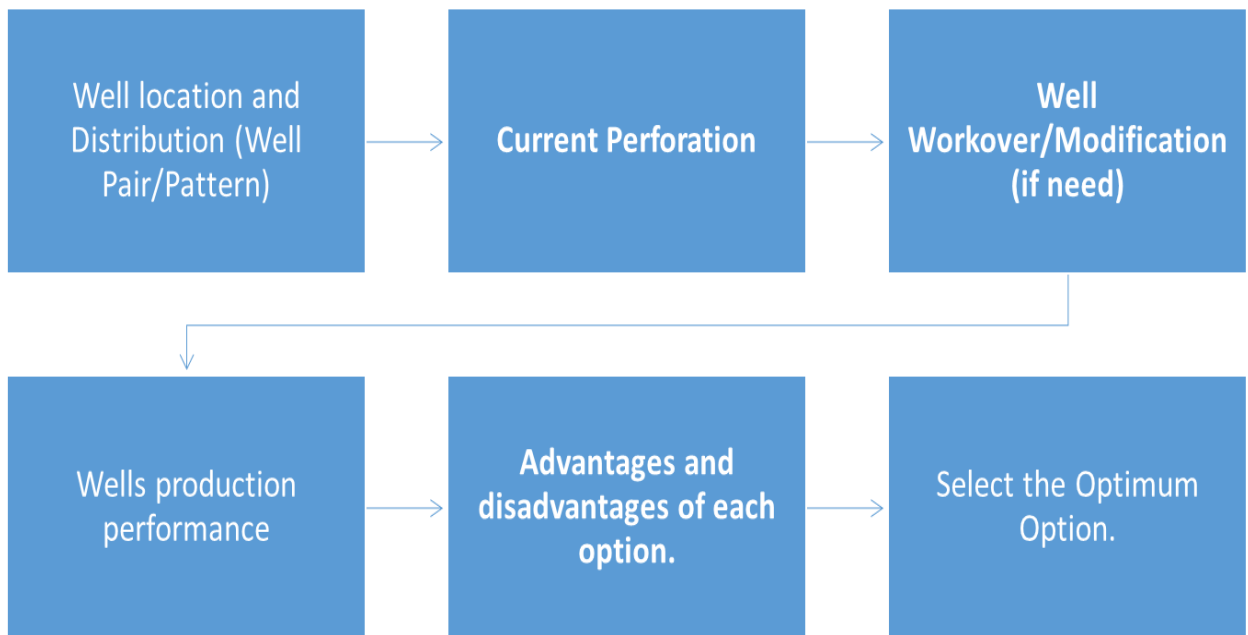 Well location and
Distribution (Well
Pair/Pattern)
Current Perforation
Well
Workover/Modification
(if need)
Wells production
performance
Advantages and
disadvantages of each
option.
Select the Optimum
Option.